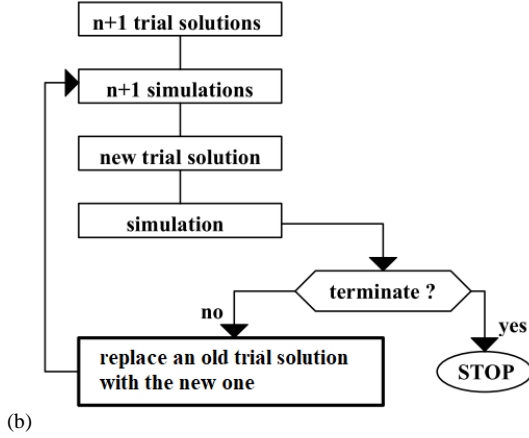 n+1 trial solutions
n+1 simulations
new trial solution
simulation
terminate ?
no
yes
replace an old trial solution
with the new one
STOP
(b)